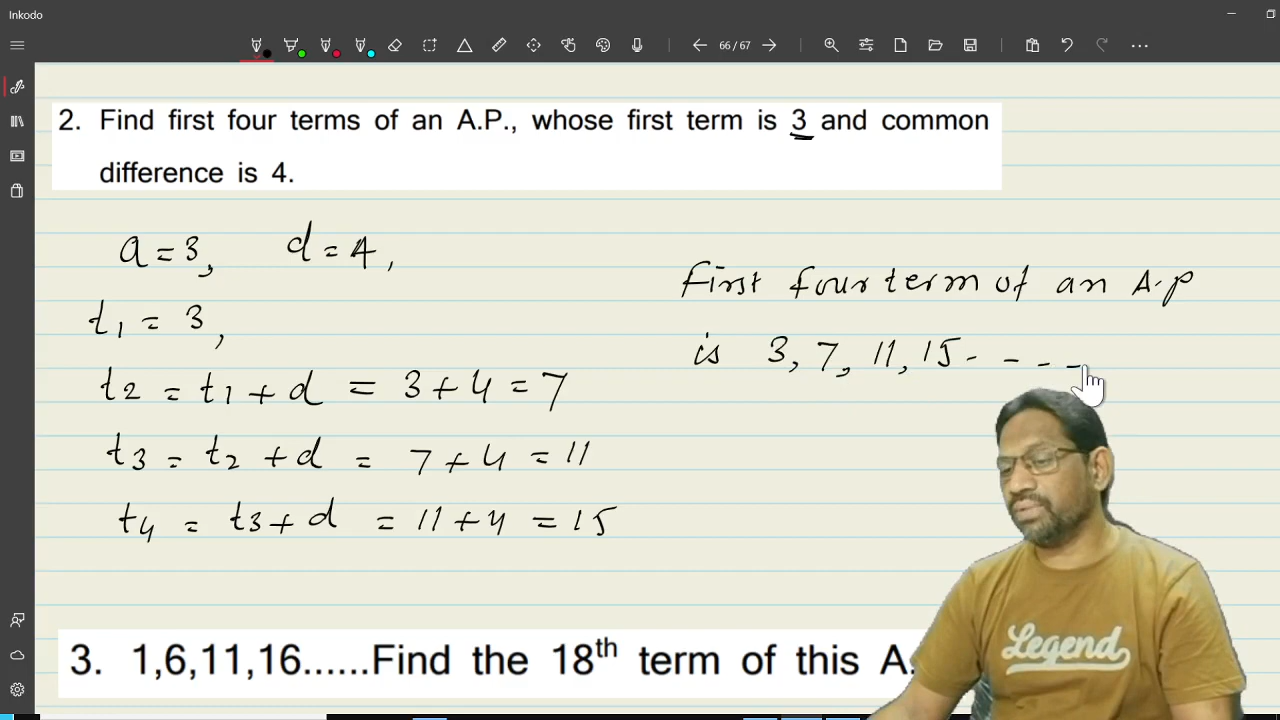 Inkodo
66 / 67
2. Find first four terms of an A.P., whose first term is 3 and common
difference is 4.
a = 3, d = 4,
t1 = 3,
t2 = t1 + d = 3 + 4 = 7
t3 = t2 + d = 7 + 4 = 11
t4 = t3 + d = 11 + 4 = 15
First four term of an A.P
is 3, 7, 11, 15 - - - -
3. 1,6,11,16......Find the 18th term of this A.
Legend